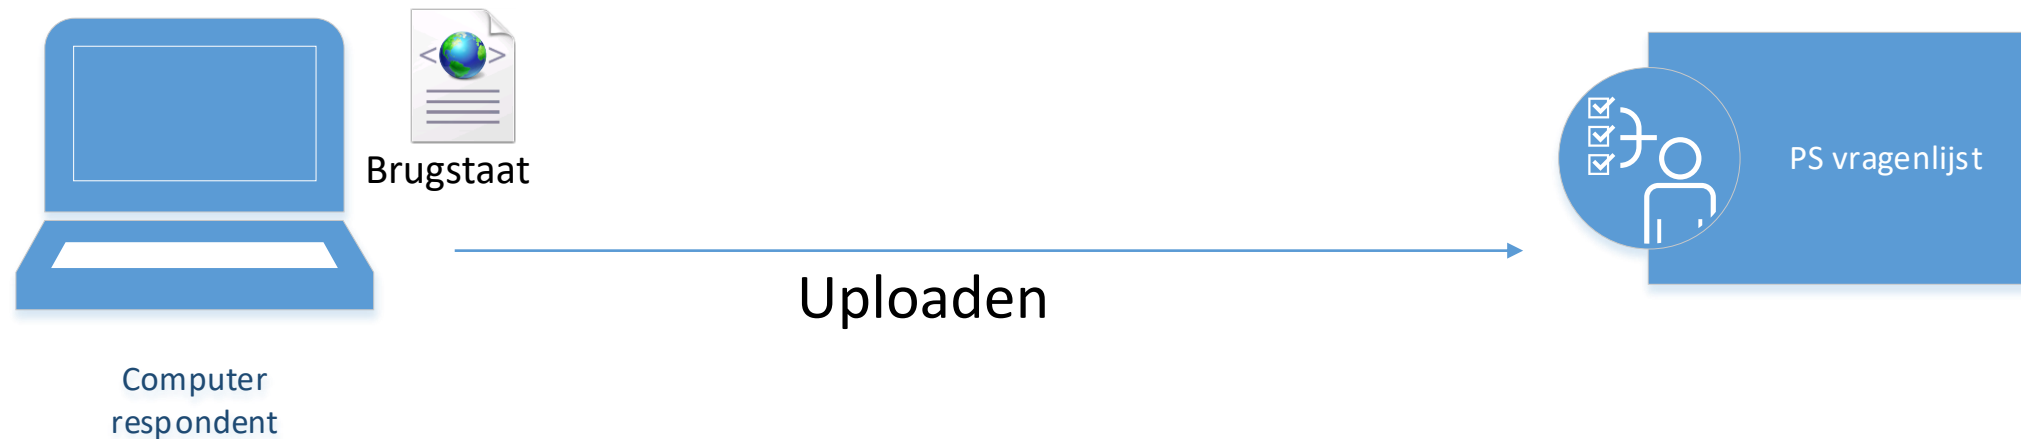 Brugstaat
PS vragenlijst
Uploaden
Computer
respondent